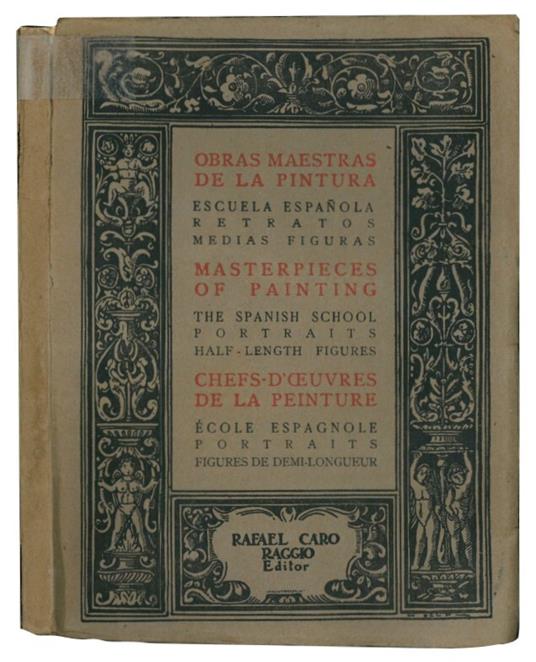 OBRAS MAESTRAS
DE LA PINTURA
ESCUELA ESPAÑOLA
RETRATOS
MEDIAS FIGURAS
MASTERPIECES
OF PAINTING
THE SPANISH SCHOOL
PORTRAITS
HALF-LENGTH FIGURES
CHEFS-D'ŒUVRES
DE LA PEINTURE
ÉCOLE ESPAGNOLE
PORTRAITS
FIGURES DE DEMI-LONGUEUR
RAFAEL CARO
RAGGIO
Editor